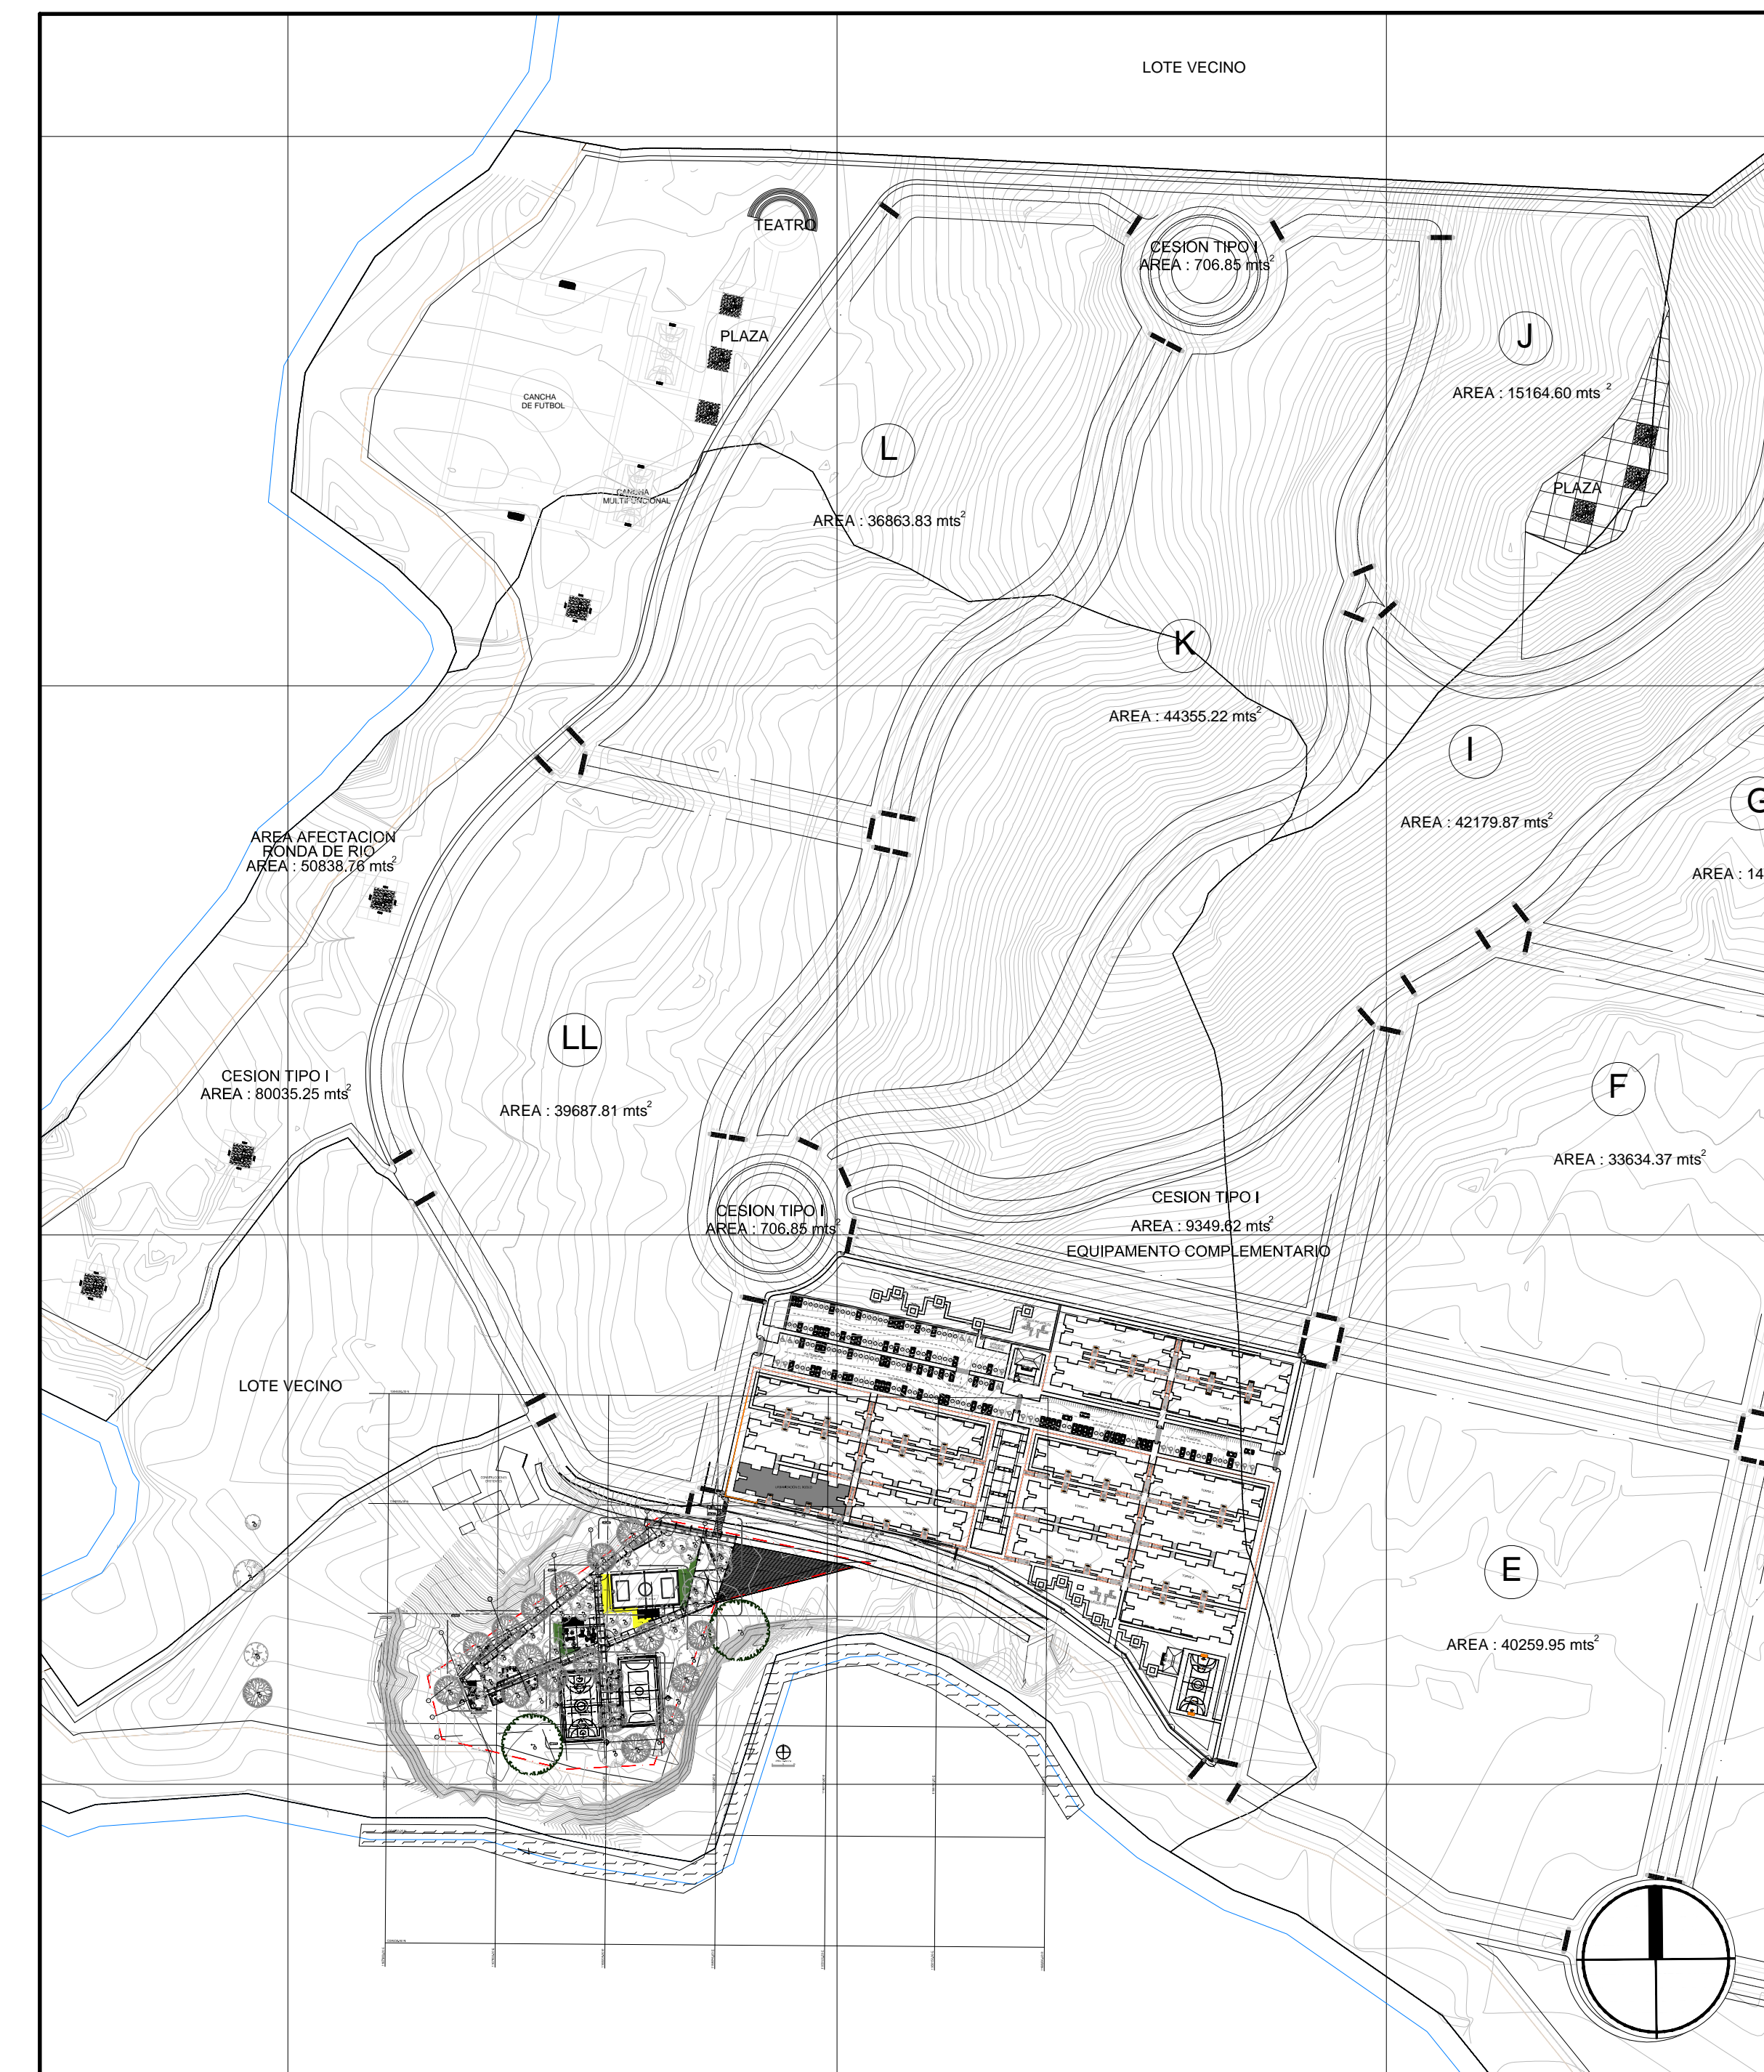 LOTE VECINO
TEATRO
CESION TIPO I
AREA : 706.85 mts2
PLAZA
J
AREA : 15164.60 mts 2
CANCHA
DE FUTBOL
L
CANCHA
MULTIFUNCIONAL
AREA : 36863.83 mts2
PLAZA
K
AREA : 44355.22 mts2
I
AREA : 42179.87 mts2
G
AREA : 14
AREA AFECTACION
RONDA DE RIO
AREA : 50838.76 mts2
LL
AREA : 39687.81 mts2
CESION TIPO I
AREA : 80035.25 mts2
F
AREA : 33634.37 mts2
CESION TIPO I
AREA : 706.85 mts2
CESION TIPO I
AREA : 9349.62 mts2
EQUIPAMENTO COMPLEMENTARIO
LOTE VECINO
E
AREA : 40259.95 mts2